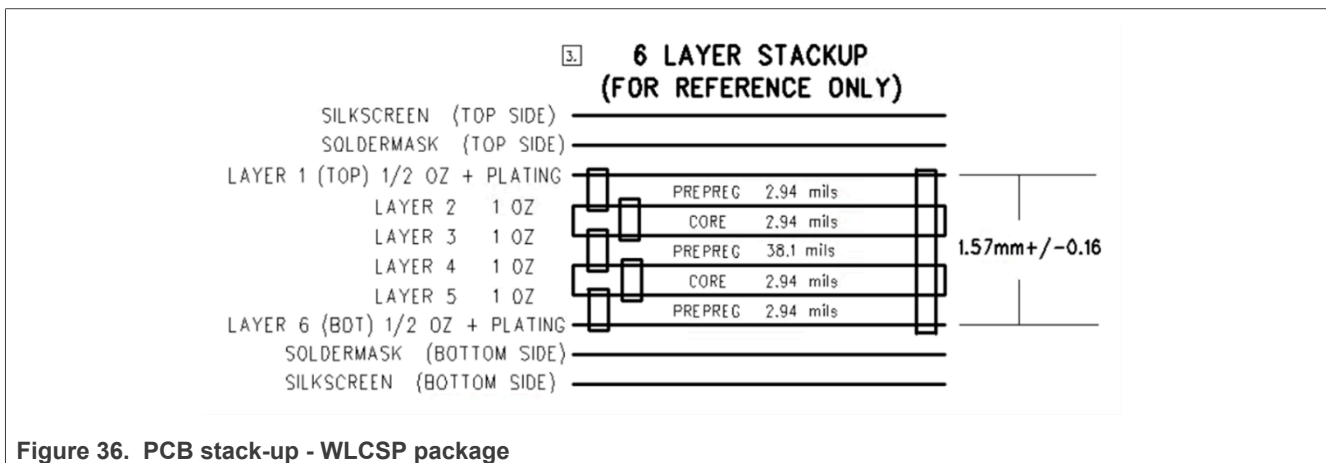 3. 6 LAYER STACKUP
(FOR REFERENCE ONLY)
SILKSCREEN (TOP SIDE)
SOLDERMASK (TOP SIDE)
LAYER 1 (TOP) 1/2 OZ + PLATING
PREPREG 2.94 mils
LAYER 2 1 OZ
CORE 2.94 mils
LAYER 3 1 OZ
PREPREG 38.1 mils
1.57mm+/-0.16
LAYER 4 1 OZ
CORE 2.94 mils
LAYER 5 1 OZ
PREPREG 2.94 mils
LAYER 6 (BOT) 1/2 OZ + PLATING
SOLDERMASK (BOTTOM SIDE)
SILKSCREEN (BOTTOM SIDE)
Figure 36. PCB stack-up - WLCSP package